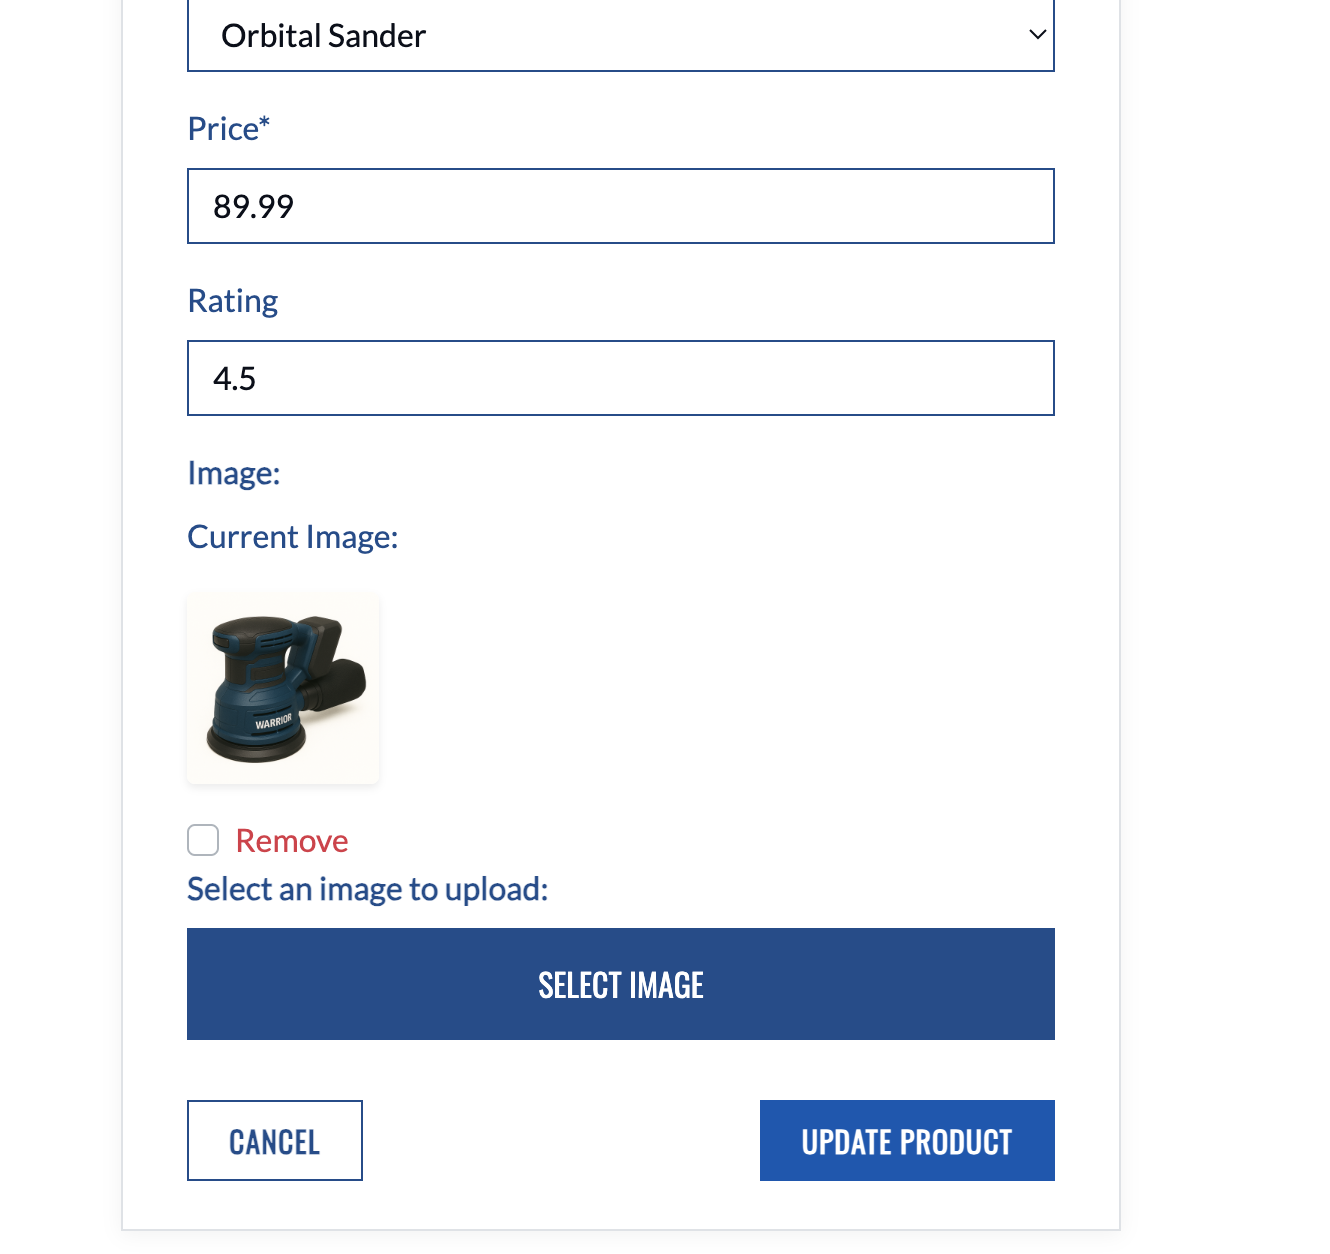 Orbital Sander
Price*
89.99
Rating
4.5
Image:
Current Image:
WARRIOR
Remove
Select an image to upload:
SELECT IMAGE
CANCEL
UPDATE PRODUCT